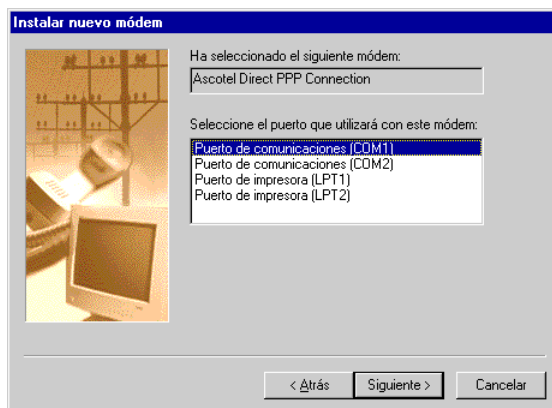 Instalar nuevo módem
Ha seleccionado el siguiente módem:
Ascotel Direct PPP Connection
Seleccione el puerto que utilizará con este módem:
Puerto de comunicaciones (COM1)
Puerto de comunicaciones (COM2)
Puerto de impresora (LPT1)
Puerto de impresora (LPT2)
< Atrás
Siguiente >
Cancelar